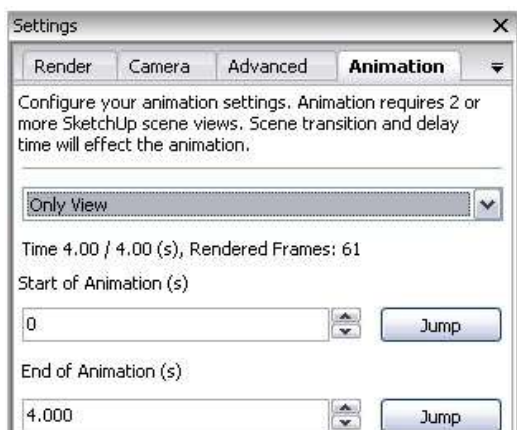 Settings
Render Camera Advanced Animation
Configure your animation settings. Animation requires 2 or
more SketchUp scene views. Scene transition and delay
time will effect the animation.
Only View
Time 4.00 / 4.00 (s), Rendered Frames: 61
Start of Animation (s)
0 Jump
End of Animation (s)
4.000 Jump